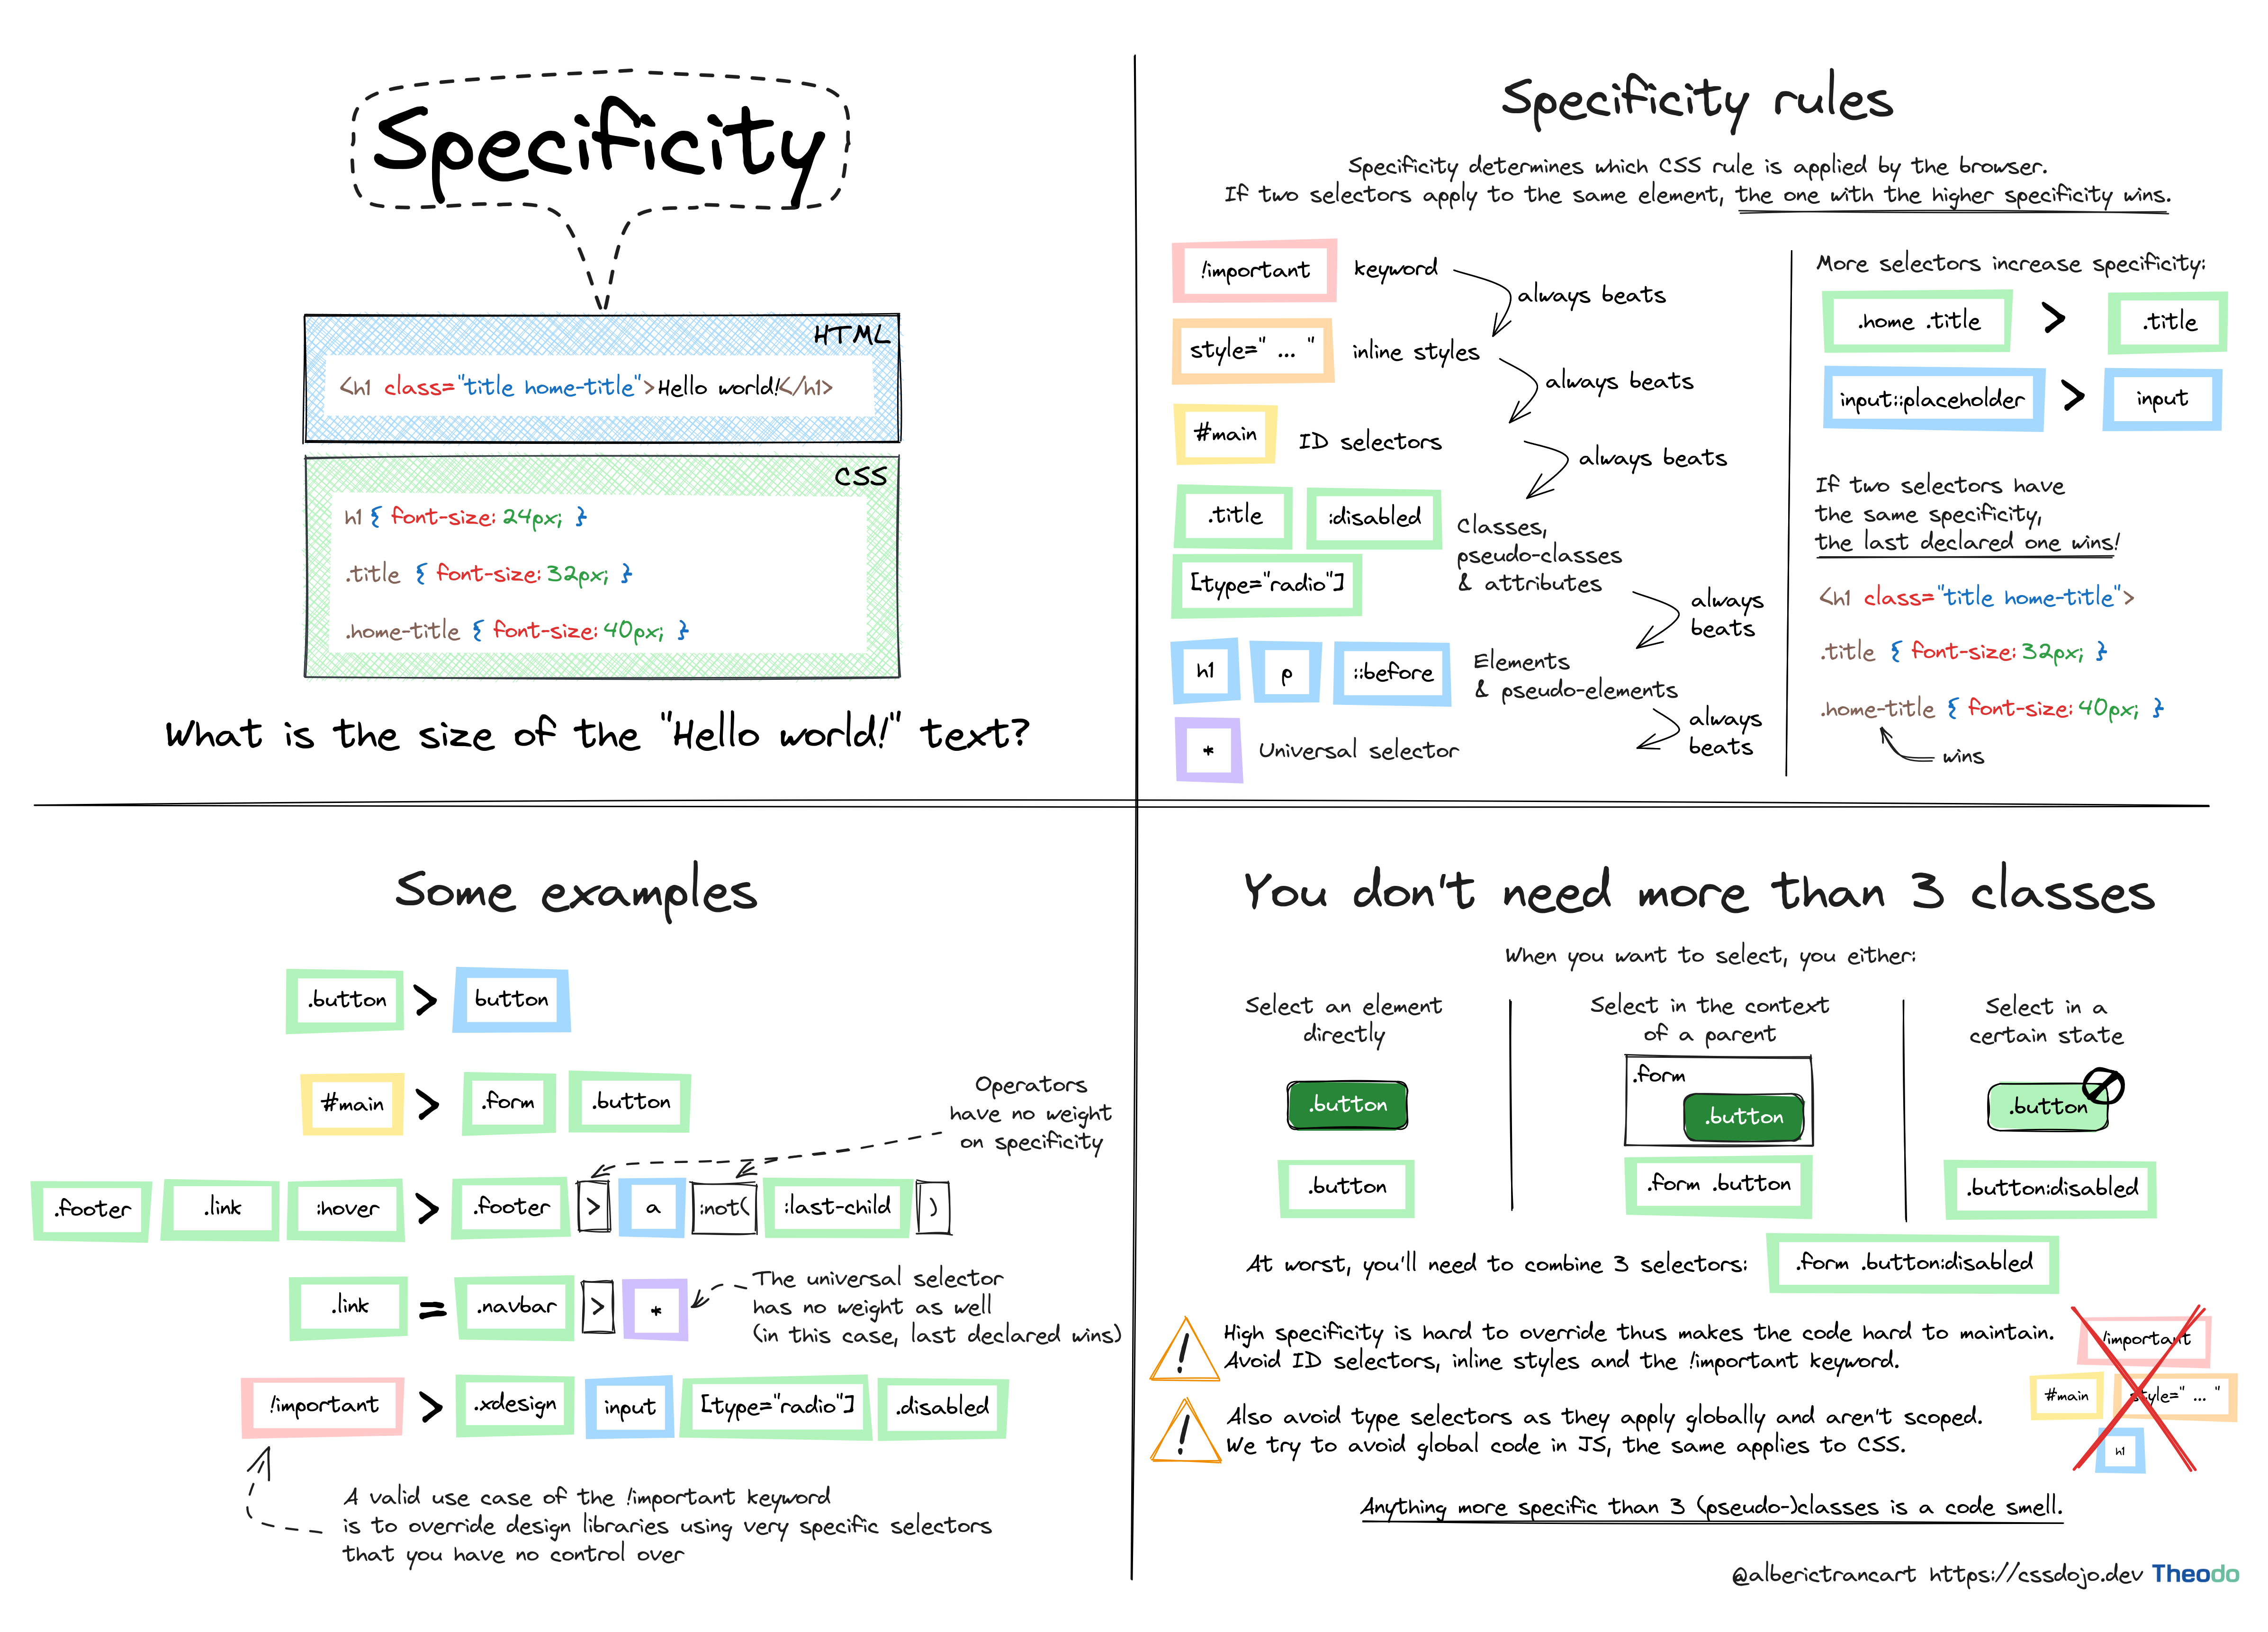 Specificity
HTML
<h1 class="title home-title">Hello world!</h1>
CSS
h1 { font-size: 24px; }
.title { font-size: 32px; }
.home-title { font-size: 40px; }
What is the size of the "Hello world!" text?
Specificity rules
Specificity determines which CSS rule is applied by the browser.
If two selectors apply to the same element, the one with the higher specificity wins.
!important keyword
always beats
style=" ... " inline styles
always beats
#main ID selectors
always beats
.title :disabled
[type="radio"]
Classes,
pseudo-classes
& attributes
always
beats
h1 p ::before
Elements
& pseudo-elements
always
beats
* Universal selector
More selectors increase specificity:
.home .title > .title
input::placeholder > input
If two selectors have
the same specificity,
the last declared one wins!
<h1 class="title home-title">
.title { font-size: 32px; }
.home-title { font-size: 40px; }
wins
Some examples
.button > button
#main > .form .button
Operators
have no weight
on specificity
.footer .link :hover > .footer > a :not( :last-child )
.link = .navbar > *
The universal selector
has no weight as well
(in this case, last declared wins)
!important > .xdesign input [type="radio"] .disabled
A valid use case of the !important keyword
is to override design libraries using very specific selectors
that you have no control over
You don't need more than 3 classes
When you want to select, you either:
Select an element
directly
.button
.button
Select in the context
of a parent
.form
.button
.form .button
Select in a
certain state
.button
.button:disabled
At worst, you'll need to combine 3 selectors: .form .button:disabled
! High specificity is hard to override thus makes the code hard to maintain.
Avoid ID selectors, inline styles and the !important keyword.
! Also avoid type selectors as they apply globally and aren't scoped.
We try to avoid global code in JS, the same applies to CSS.
!important
#main style=" ... "
h1
Anything more specific than 3 (pseudo-)classes is a code smell.
@alberictrancart https://cssdojo.dev Theodo